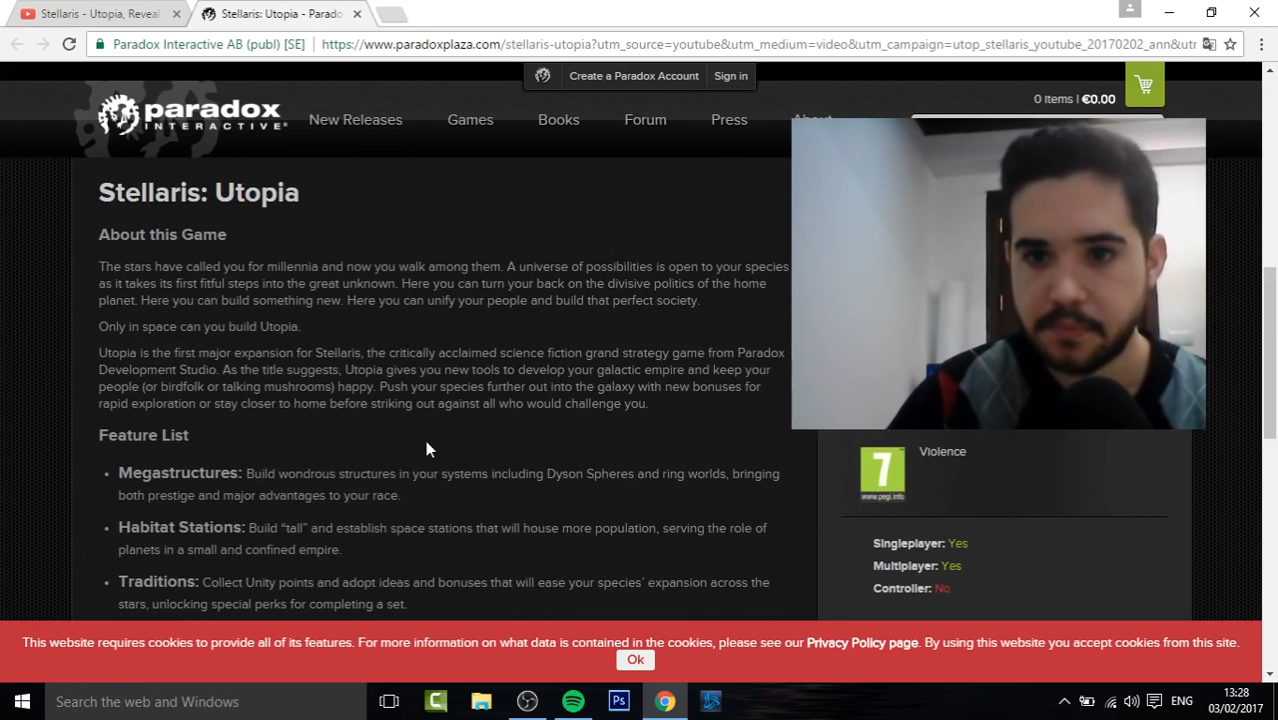 Stellaris - Utopia, Reveal
Stellaris: Utopia - Parado
Paradox Interactive AB (publ) [SE]
https://www.paradoxplaza.com/stellaris-utopia?utm_source=youtube&utm_medium=video&utm_campaign=utop_stellaris_youtube_20170202_ann&utr
Create a Paradox Account
Sign in
0 items | €0.00
paradox
INTERACTIVE
New Releases
Games
Books
Forum
Press
Stellaris: Utopia
About this Game
The stars have called you for millennia and now you walk among them. A universe of possibilities is open to your species
as it takes its first fitful steps into the great unknown. Here you can turn your back on the divisive politics of the home
planet. Here you can build something new. Here you can unify your people and build that perfect society.
Only in space can you build Utopia.
Utopia is the first major expansion for Stellaris, the critically acclaimed science fiction grand strategy game from Paradox
Development Studio. As the title suggests, Utopia gives you new tools to develop your galactic empire and keep your
people (or birdfolk or talking mushrooms) happy. Push your species further out into the galaxy with new bonuses for
rapid exploration or stay closer to home before striking out against all who would challenge you.
Feature List
Megastructures: Build wondrous structures in your systems including Dyson Spheres and ring worlds, bringing
both prestige and major advantages to your race.
Habitat Stations: Build “tall” and establish space stations that will house more population, serving the role of
planets in a small and confined empire.
Traditions: Collect Unity points and adopt ideas and bonuses that will ease your species’ expansion across the
stars, unlocking special perks for completing a set.
7
www.pegi.info
Violence
Singleplayer: Yes
Multiplayer: Yes
Controller: No
This website requires cookies to provide all of its features. For more information on what data is contained in the cookies, please see our Privacy Policy page. By using this website you accept cookies from this site.
Ok
Search the web and Windows
Ps
ENG
13:28
03/02/2017